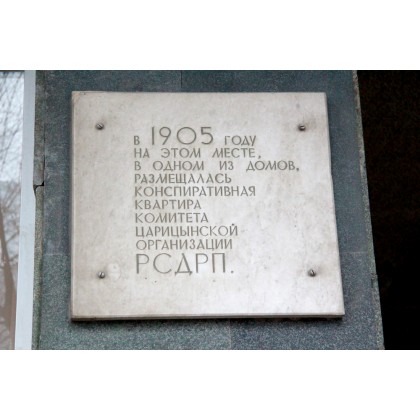 В 1905 ГОДУ
НА ЭТОМ МЕСТЕ,
В ОДНОМ ИЗ ДОМОВ,
РАЗМЕЩАЛАСЬ
КОНСПИРАТИВНАЯ
КВАРТИРА
КОМИТЕТА
ЦАРИЦЫНСКОЙ
ОРГАНИЗАЦИИ
РСДРП.